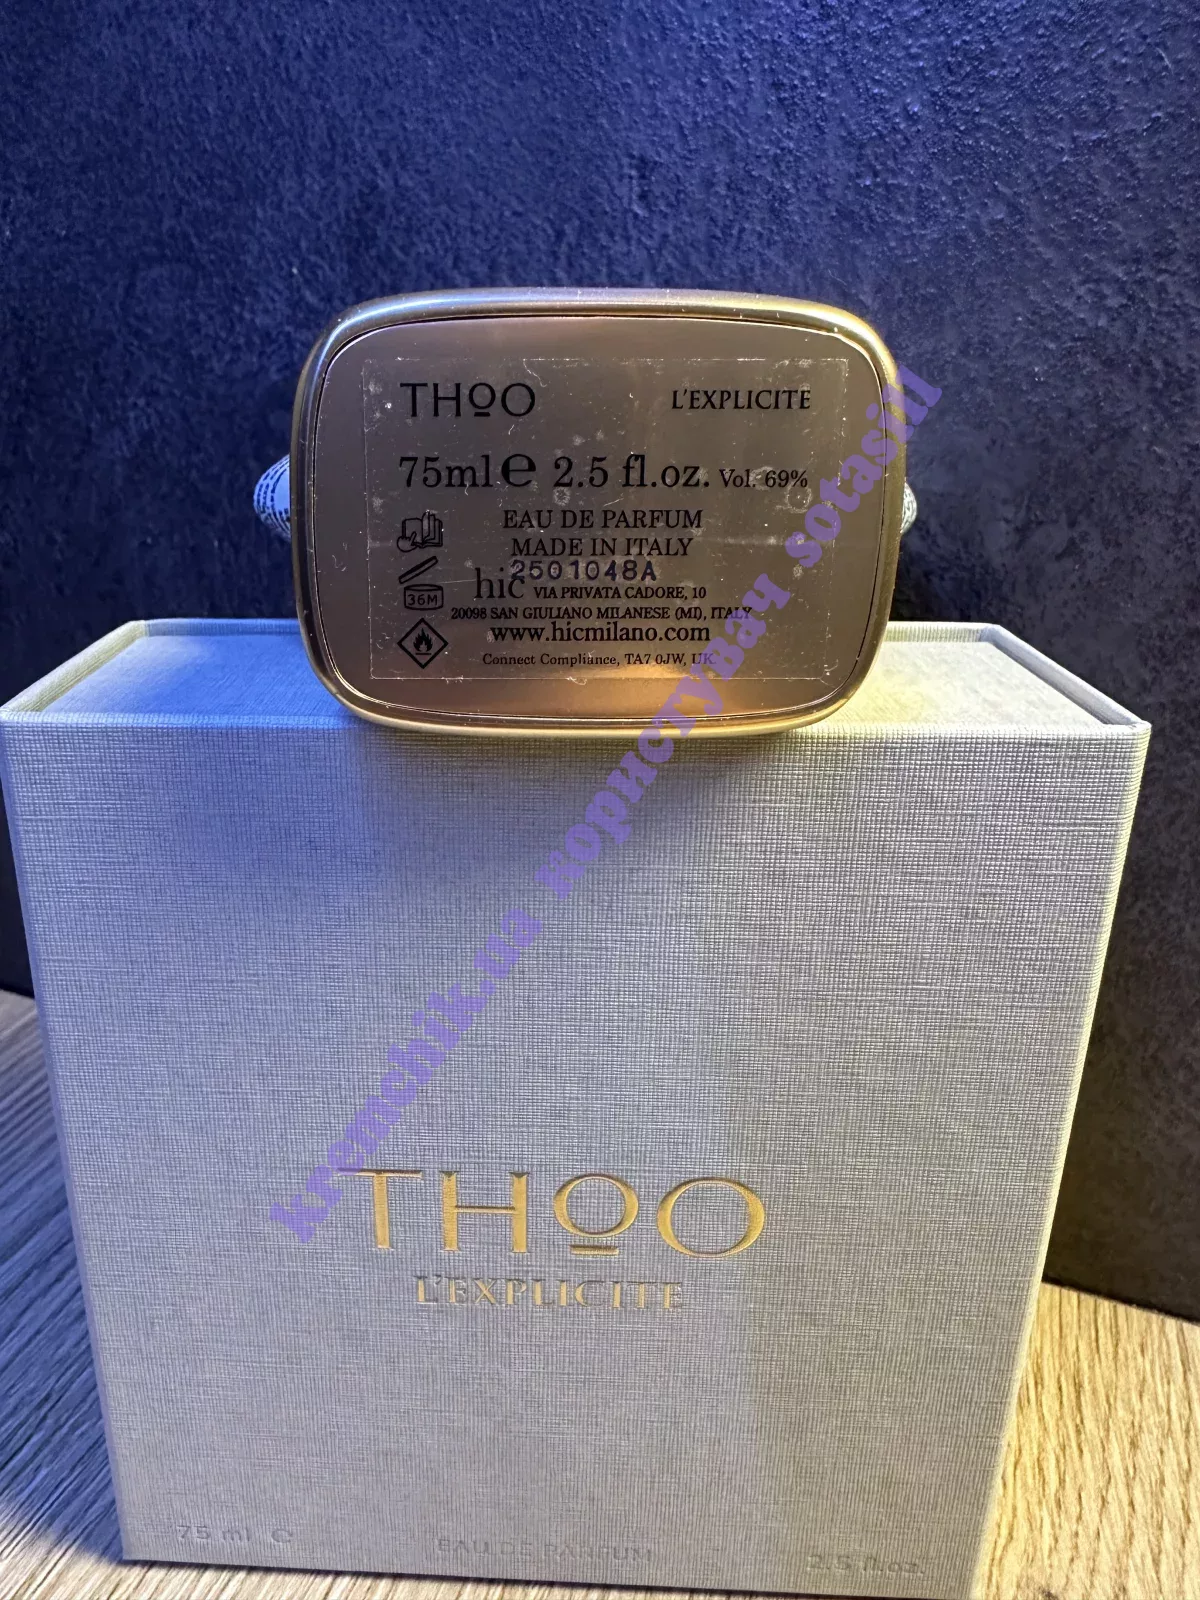 THOO L'EXPLICITE
75ml e 2.5 fl.oz. Vol. 69%
EAU DE PARFUM
MADE IN ITALY
2501048A
hic VIA PRIVATA CADORE, 10
36M
20098 SAN GIULIANO MILANESE (MI), ITALY
www.hicmilano.com
Connect Compliance, TA7 0JW, UK
kremchik.ua користувач sotasill
THOO
L'EXPLICITE
75 ml e EAU DE PARFUM 2.5 fl.oz.